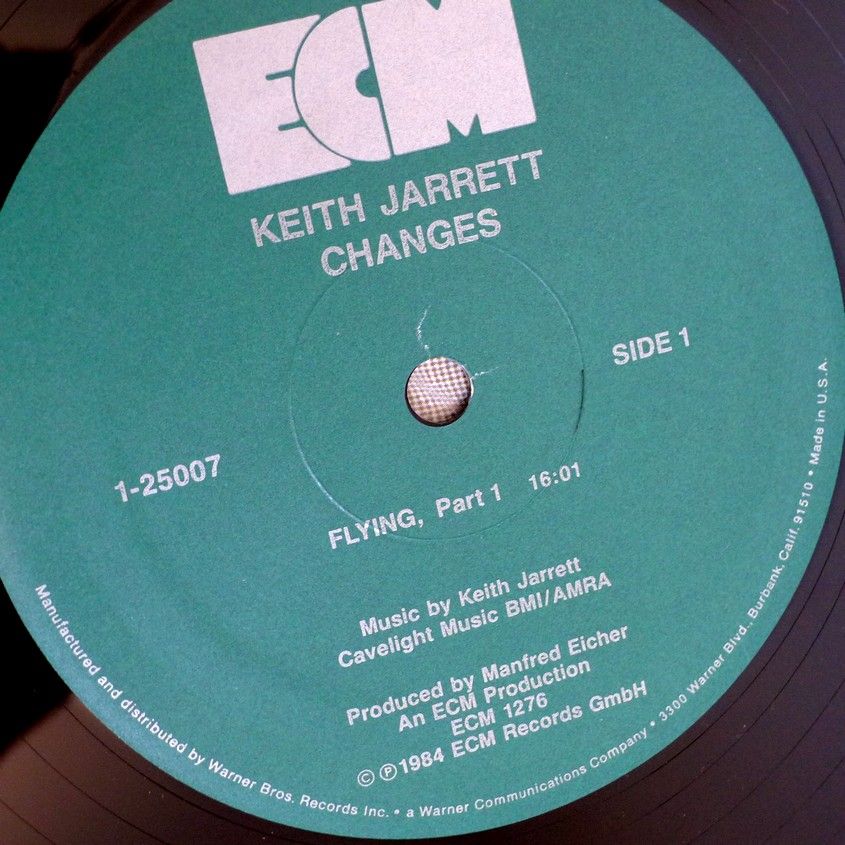 ECM
KEITH JARRETT
CHANGES
SIDE 1
1-25007
FLYING, Part 1 16:01
Music by Keith Jarrett
Cavelight Music BMI/AMRA
Produced by Manfred Eicher
An ECM Production
ECM 1276
© ℗ 1984 ECM Records GmbH
Manufactured and distributed by Warner Bros. Records Inc. • a Warner Communications Company • 3300 Warner Blvd., Burbank, Calif. 91510 • Made in U.S.A.